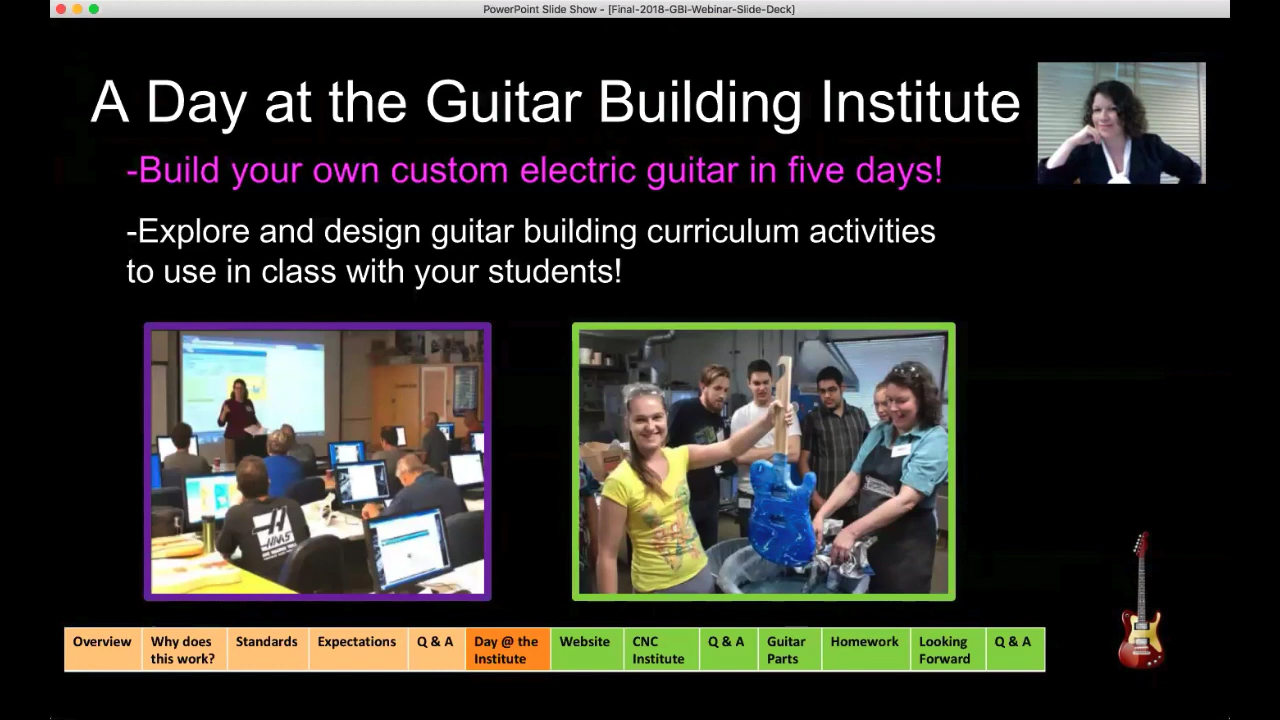 PowerPoint Slide Show - [Final-2018-GBI-Webinar-Slide-Deck]
A Day at the Guitar Building Institute
-Build your own custom electric guitar in five days!
-Explore and design guitar building curriculum activities
to use in class with your students!
HAAS
Overview
Why does
this work?
Standards
Expectations
Q & A
Day @ the
Institute
Website
CNC
Institute
Q & A
Guitar
Parts
Homework
Looking
Forward
Q & A